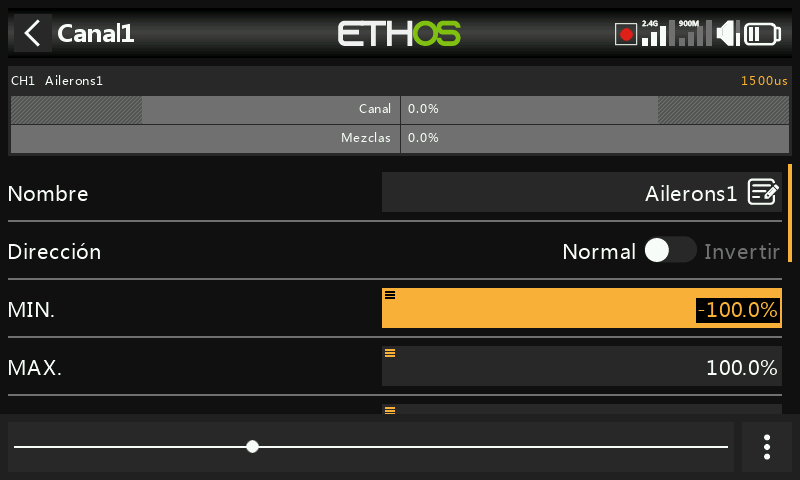 Canal1
ETHOS
2.4G
900M
CH1 Ailerons1
1500us
Canal 0.0%
Mezclas 0.0%
Nombre Ailerons1
Dirección Normal Invertir
MIN. -100.0%
MAX. 100.0%